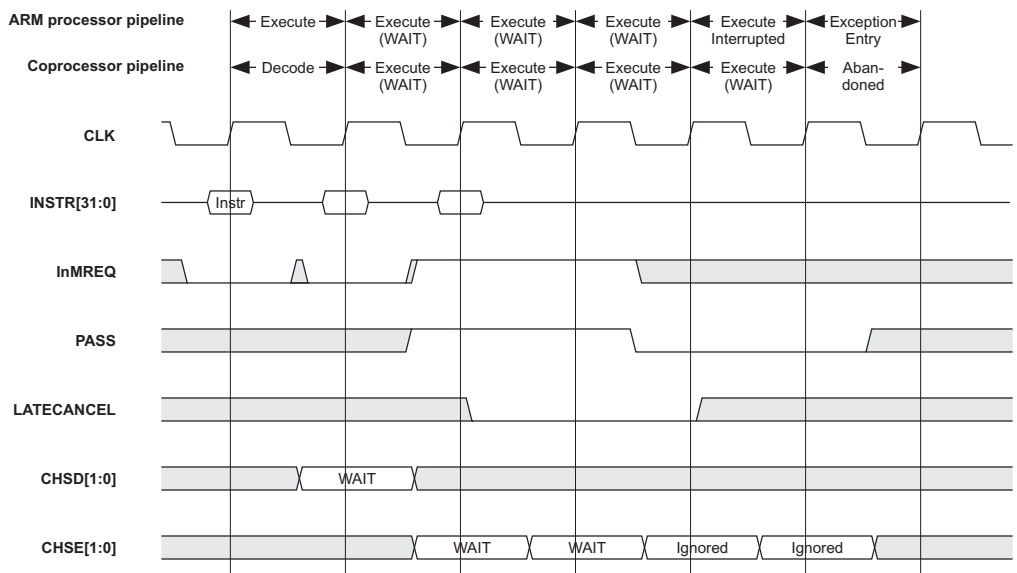 ARM processor pipeline
Execute Execute Execute Execute Execute Exception
(WAIT) (WAIT) (WAIT) Interrupted Entry
Coprocessor pipeline
Decode Execute Execute Execute Execute Aban-
(WAIT) (WAIT) (WAIT) (WAIT) doned
CLK
INSTR[31:0] Instr
InMREQ
PASS
LATECANCEL
CHSD[1:0] WAIT
CHSE[1:0] WAIT WAIT Ignored Ignored